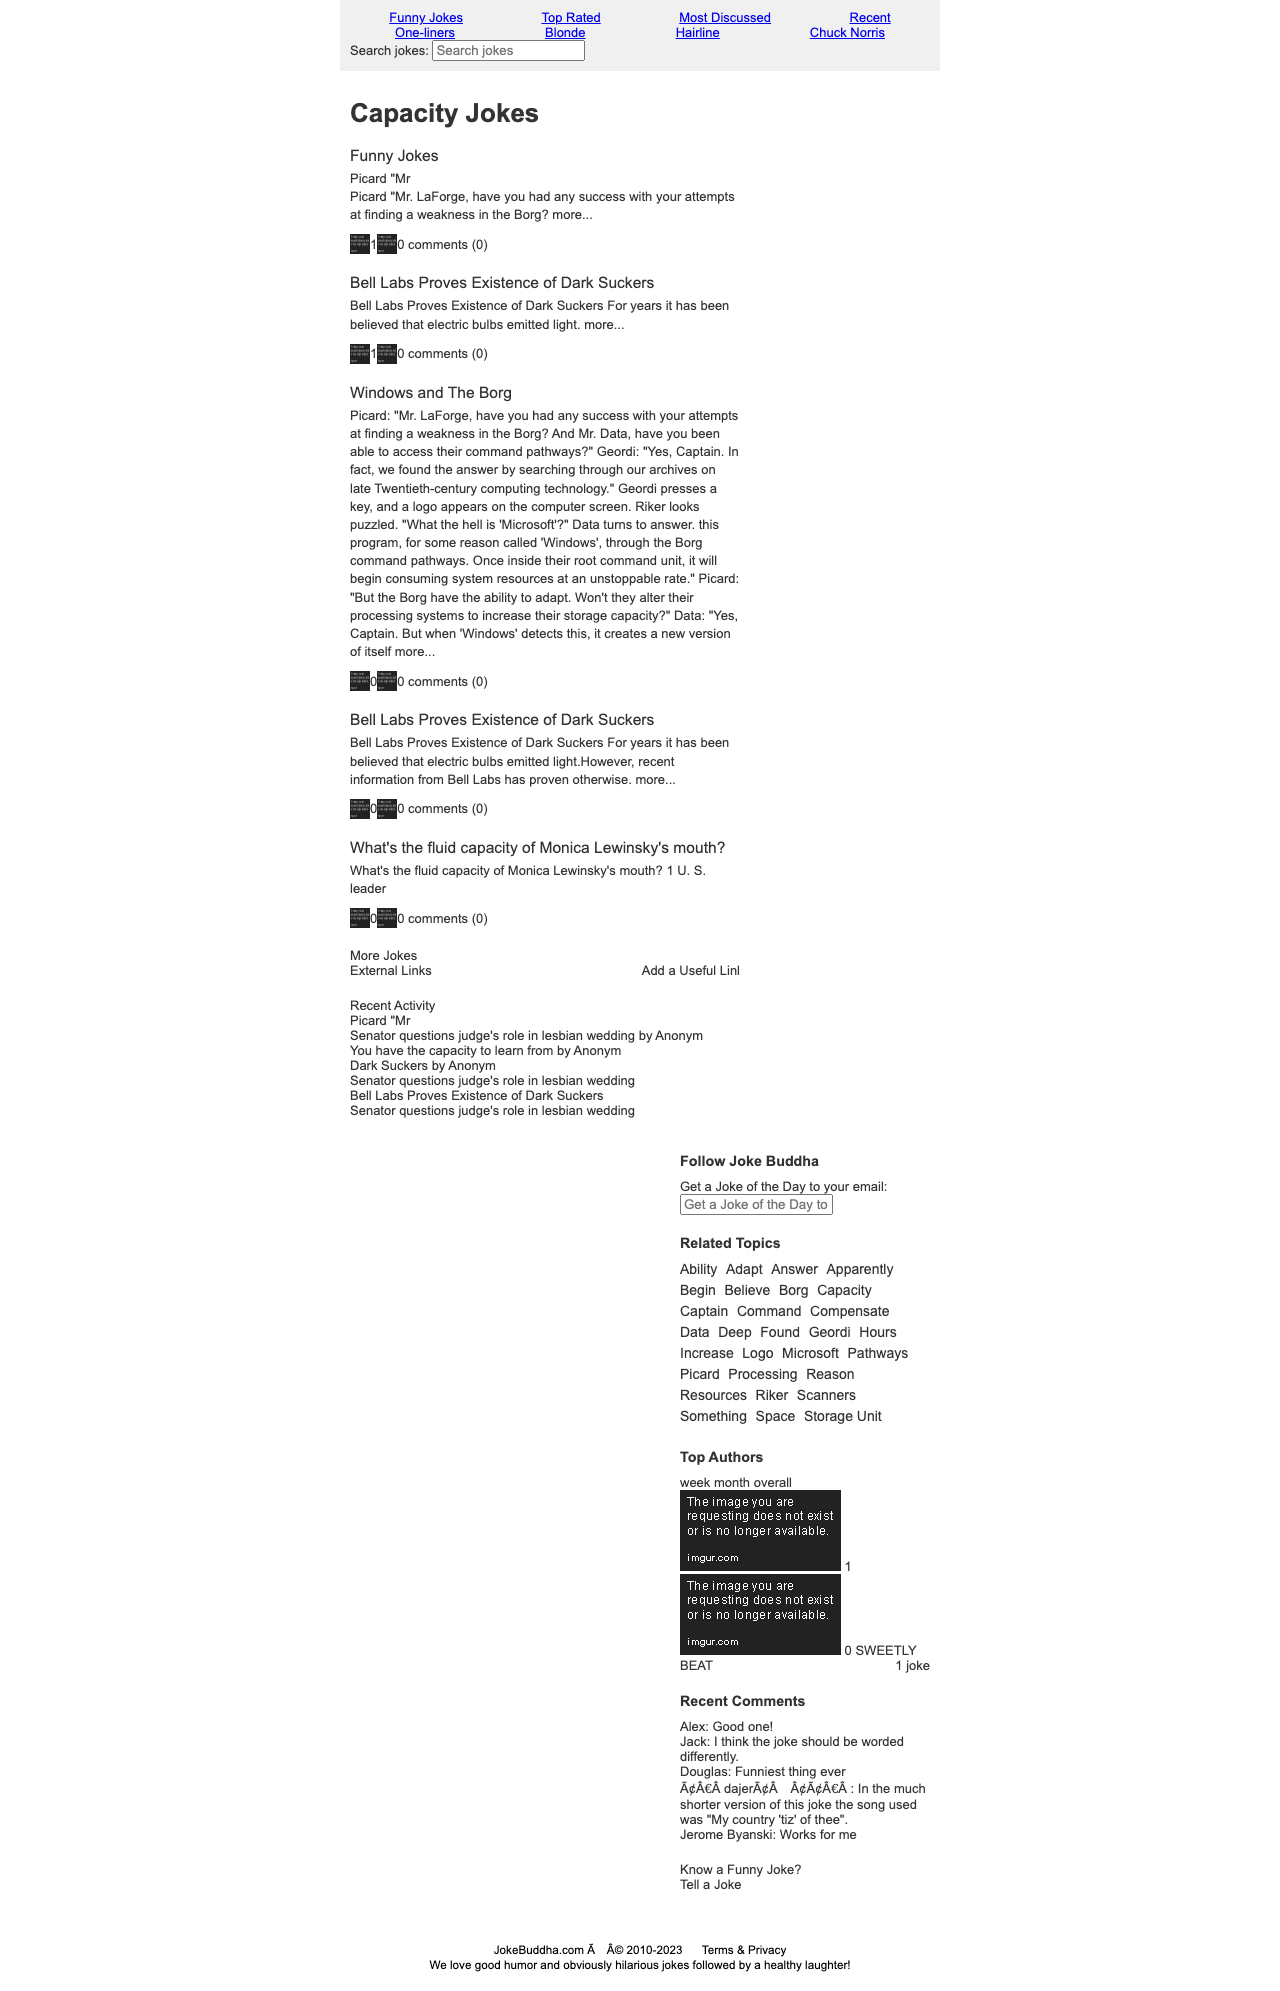 Funny Jokes Top Rated Most Discussed Recent
One-liners Blonde Hairline Chuck Norris
Search jokes: Search jokes
Capacity Jokes
Funny Jokes
Picard "Mr
Picard "Mr. LaForge, have you had any success with your attempts
at finding a weakness in the Borg? more...
1 0 comments (0)
Bell Labs Proves Existence of Dark Suckers
Bell Labs Proves Existence of Dark Suckers For years it has been
believed that electric bulbs emitted light. more...
1 0 comments (0)
Windows and The Borg
Picard: "Mr. LaForge, have you had any success with your attempts
at finding a weakness in the Borg? And Mr. Data, have you been
able to access their command pathways?" Geordi: "Yes, Captain. In
fact, we found the answer by searching through our archives on
late Twentieth-century computing technology." Geordi presses a
key, and a logo appears on the computer screen. Riker looks
puzzled. "What the hell is 'Microsoft'?" Data turns to answer. this
program, for some reason called 'Windows', through the Borg
command pathways. Once inside their root command unit, it will
begin consuming system resources at an unstoppable rate." Picard:
"But the Borg have the ability to adapt. Won't they alter their
processing systems to increase their storage capacity?" Data: "Yes,
Captain. But when 'Windows' detects this, it creates a new version
of itself more...
0 0 comments (0)
Bell Labs Proves Existence of Dark Suckers
Bell Labs Proves Existence of Dark Suckers For years it has been
believed that electric bulbs emitted light.However, recent
information from Bell Labs has proven otherwise. more...
0 0 comments (0)
What's the fluid capacity of Monica Lewinsky's mouth?
What's the fluid capacity of Monica Lewinsky's mouth? 1 U. S.
leader
0 0 comments (0)
More Jokes
External Links Add a Useful Linl
Recent Activity
Picard "Mr
Senator questions judge's role in lesbian wedding by Anonym
You have the capacity to learn from by Anonym
Dark Suckers by Anonym
Senator questions judge's role in lesbian wedding
Bell Labs Proves Existence of Dark Suckers
Senator questions judge's role in lesbian wedding
Follow Joke Buddha
Get a Joke of the Day to your email:
Get a Joke of the Day to
Related Topics
Ability Adapt Answer Apparently
Begin Believe Borg Capacity
Captain Command Compensate
Data Deep Found Geordi Hours
Increase Logo Microsoft Pathways
Picard Processing Reason
Resources Riker Scanners
Something Space Storage Unit
Top Authors
week month overall
The image you are
requesting does not exist
or is no longer available.
imgur.com
1
The image you are
requesting does not exist
or is no longer available.
imgur.com
0 SWEETLY
BEAT 1 joke
Recent Comments
Alex: Good one!
Jack: I think the joke should be worded
differently.
Douglas: Funniest thing ever
Ã¢Â€Â dajerÃ¢Â Â¢Ã¢Â€Â : In the much
shorter version of this joke the song used
was "My country 'tiz' of thee".
Jerome Byanski: Works for me
Know a Funny Joke?
Tell a Joke
JokeBuddha.com Ã Â© 2010-2023 Terms & Privacy
We love good humor and obviously hilarious jokes followed by a healthy laughter!